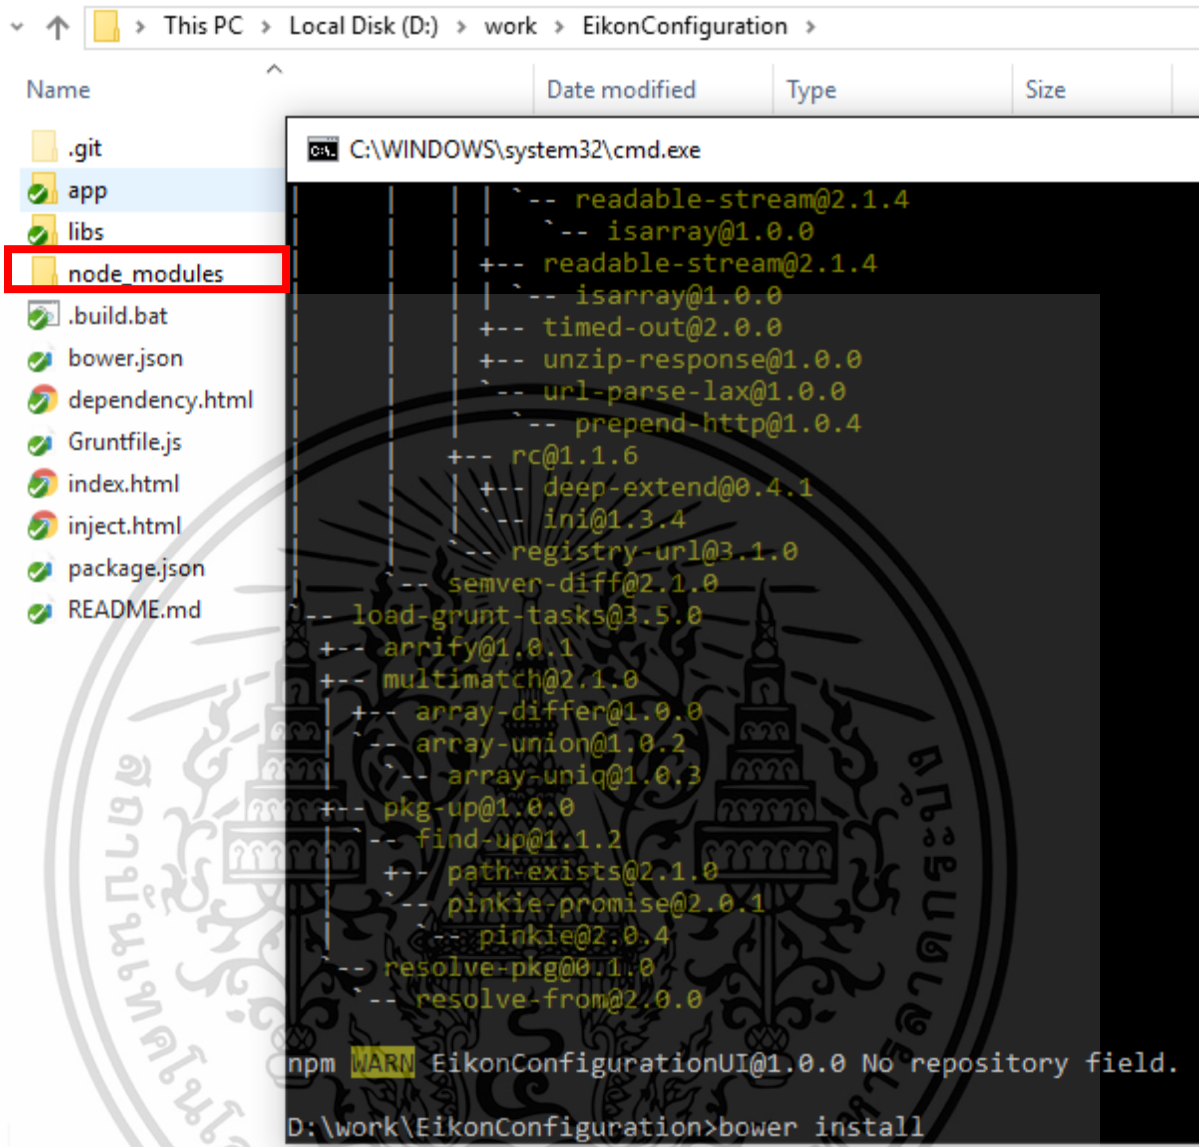 This PC > Local Disk (D:) > work > EikonConfiguration >
Name Date modified Type Size
.git
app
libs
node_modules
.build.bat
bower.json
dependency.html
Gruntfile.js
index.html
inject.html
package.json
README.md
C:\WINDOWS\system32\cmd.exe
| | | | `-- readable-stream@2.1.4
| | | | `-- isarray@1.0.0
| | | +-- readable-stream@2.1.4
| | | | `-- isarray@1.0.0
| | | +-- timed-out@2.0.0
| | | +-- unzip-response@1.0.0
| | | `-- url-parse-lax@1.0.0
| | | `-- prepend-http@1.0.4
| | +-- rc@1.1.6
| | | +-- deep-extend@0.4.1
| | | `-- ini@1.3.4
| | `-- registry-url@3.1.0
| `-- semver-diff@2.1.0
`-- load-grunt-tasks@3.5.0
+-- arrify@1.0.1
+-- multimatch@2.1.0
| +-- array-differ@1.0.0
| `-- array-union@1.0.2
| `-- array-uniq@1.0.3
+-- pkg-up@1.0.0
| `-- find-up@1.1.2
| +-- path-exists@2.1.0
| `-- pinkie-promise@2.0.1
| `-- pinkie@2.0.4
`-- resolve-pkg@0.1.0
`-- resolve-from@2.0.0
npm WARN EikonConfigurationUI@1.0.0 No repository field.
D:\work\EikonConfiguration>bower install